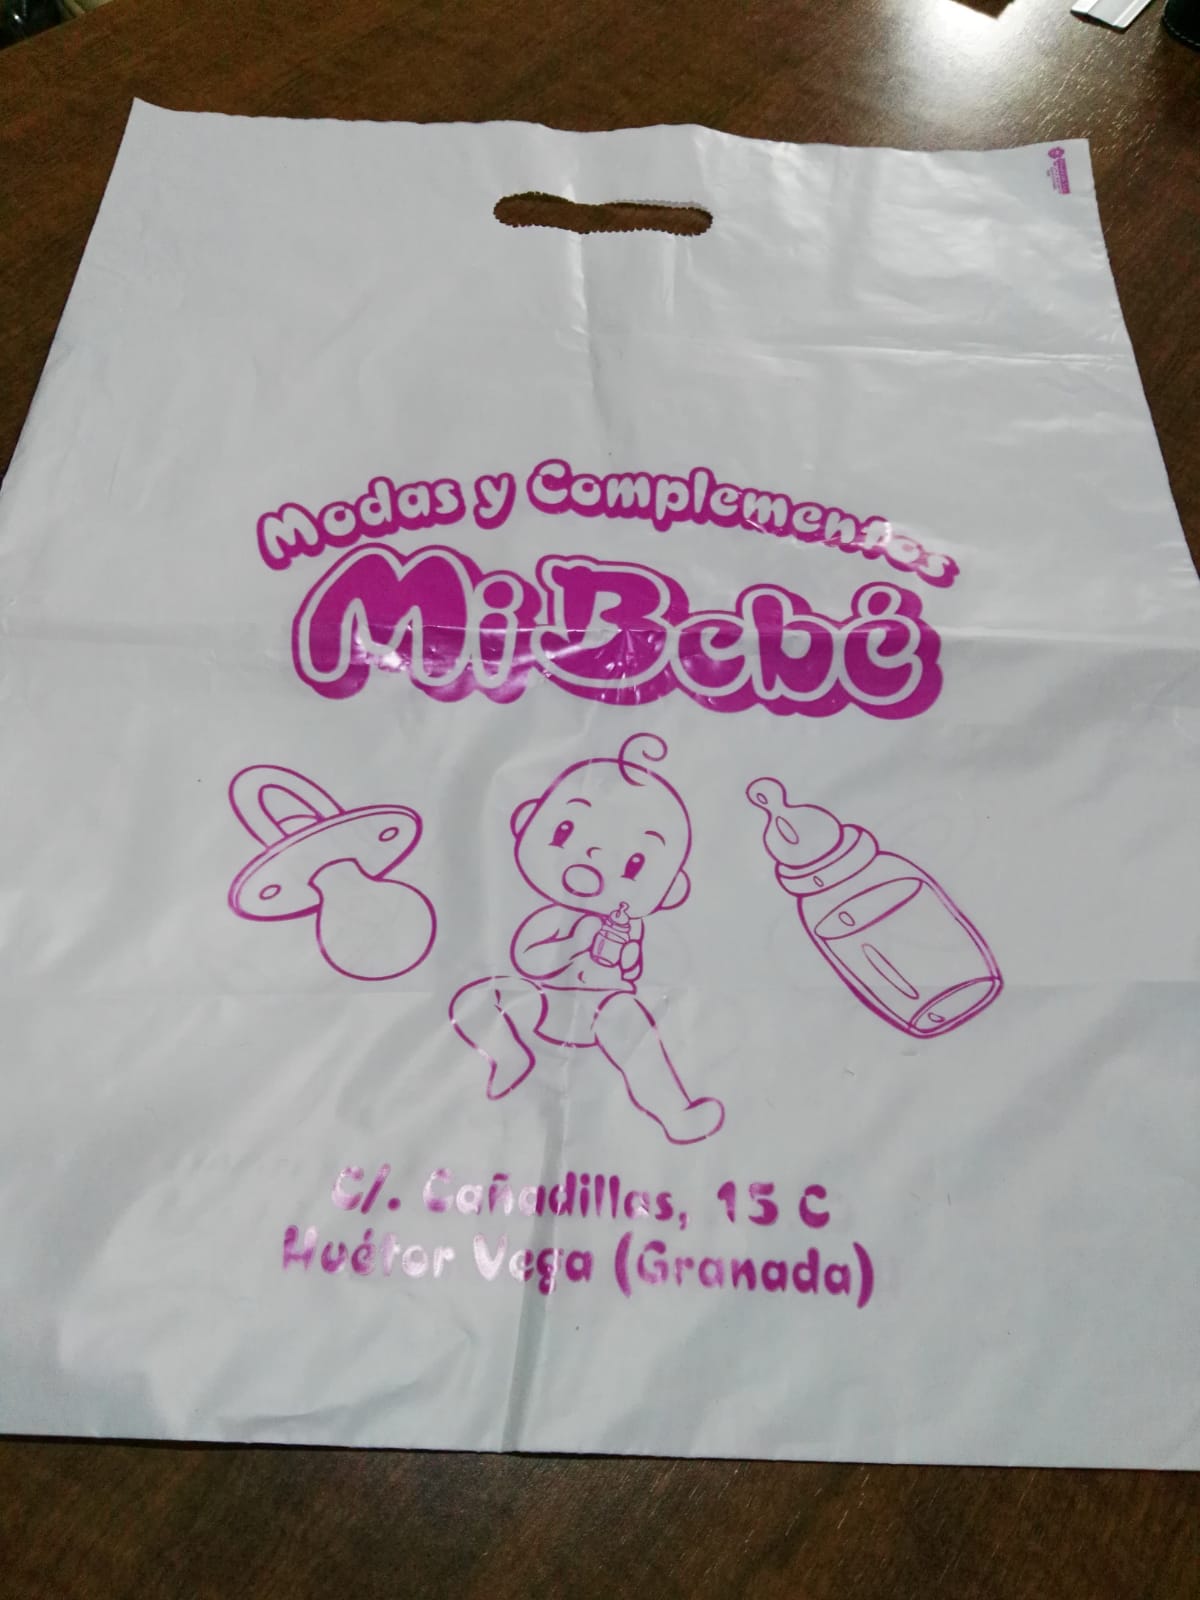 Modas y Complementos
Mi Bebé
C/. Cañadillas, 15 C
Huétor Vega (Granada)